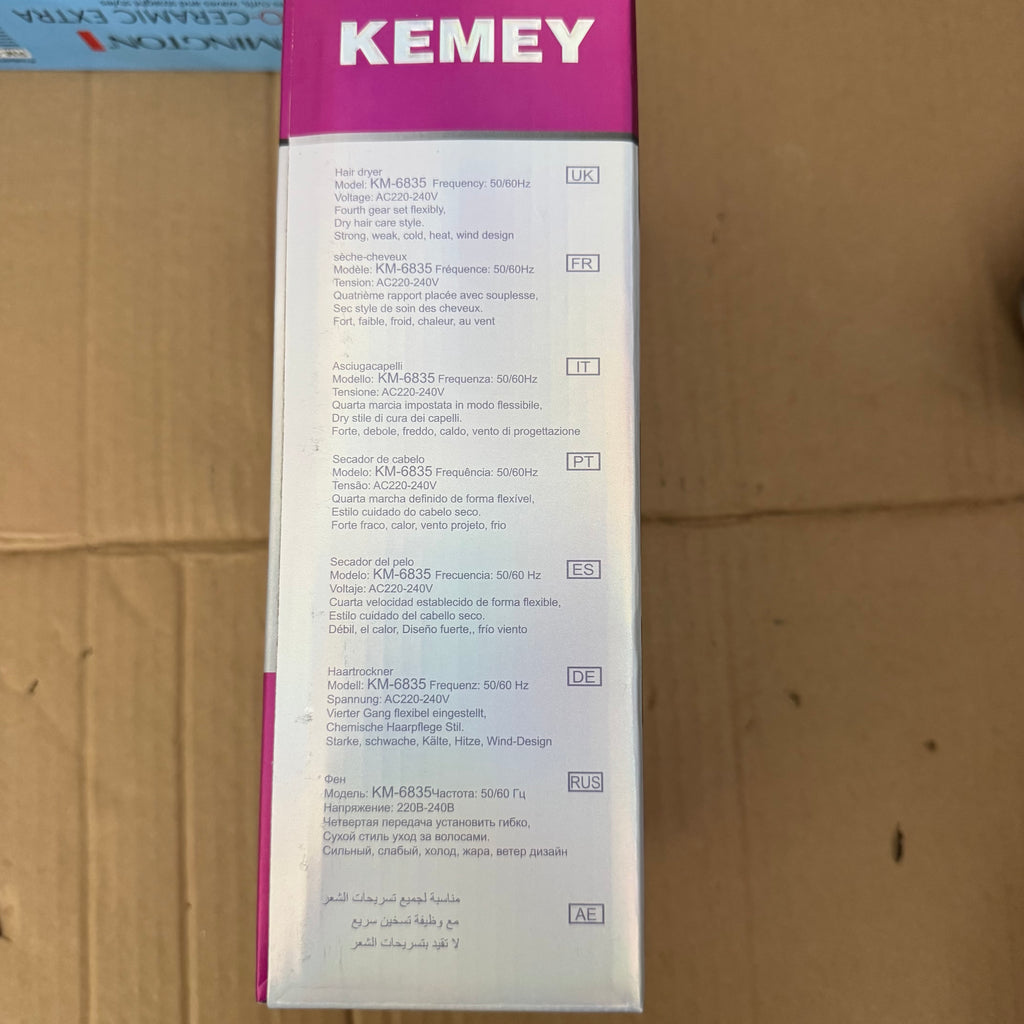 KEMEY
Hair dryer
Model: KM-6835 Frequency: 50/60Hz
Voltage: AC220-240V
Fourth gear set flexibly,
Dry hair care style.
Strong, weak, cold, heat, wind design
UK
sèche-cheveux
Modèle: KM-6835 Fréquence: 50/60Hz
Tension: AC220-240V
Quatrième rapport placée avec souplesse,
Sec style de soin des cheveux.
Fort, faible, froid, chaleur, au vent
FR
Asciugacapelli
Modello: KM-6835 Frequenza: 50/60Hz
Tensione: AC220-240V
Quarta marcia impostata in modo flessibile,
Dry stile di cura dei capelli.
Forte, debole, freddo, caldo, vento di progettazione
IT
Secador de cabelo
Modelo: KM-6835 Frequência: 50/60Hz
Tensão: AC220-240V
Quarta marcha definido de forma flexível,
Estilo cuidado do cabelo seco.
Forte fraco, calor, vento projeto, frio
PT
Secador del pelo
Modelo: KM-6835 Frecuencia: 50/60 Hz
Voltaje: AC220-240V
Cuarta velocidad establecido de forma flexible,
Estilo cuidado del cabello seco.
Débil, el calor, Diseño fuerte,, frío viento
ES
Haartrockner
Modell: KM-6835 Frequenz: 50/60 Hz
Spannung: AC220-240V
Vierter Gang flexibel eingestellt,
Chemische Haarpflege Stil.
Starke, schwache, Kälte, Hitze, Wind-Design
DE
Фен
Модель: KM-6835Частота: 50/60 Гц
Напряжение: 220В-240В
Четвертая передача установить гибко,
Сухой стиль уход за волосами.
Сильный, слабый, холод, жара, ветер дизайн
RUS
مناسبة لجميع تسريحات الشعر
مع وظيفة تسخين سريع
لا تقيد بتسريحات الشعر
AE
MINGTON
O-CERAMIC EXTRA